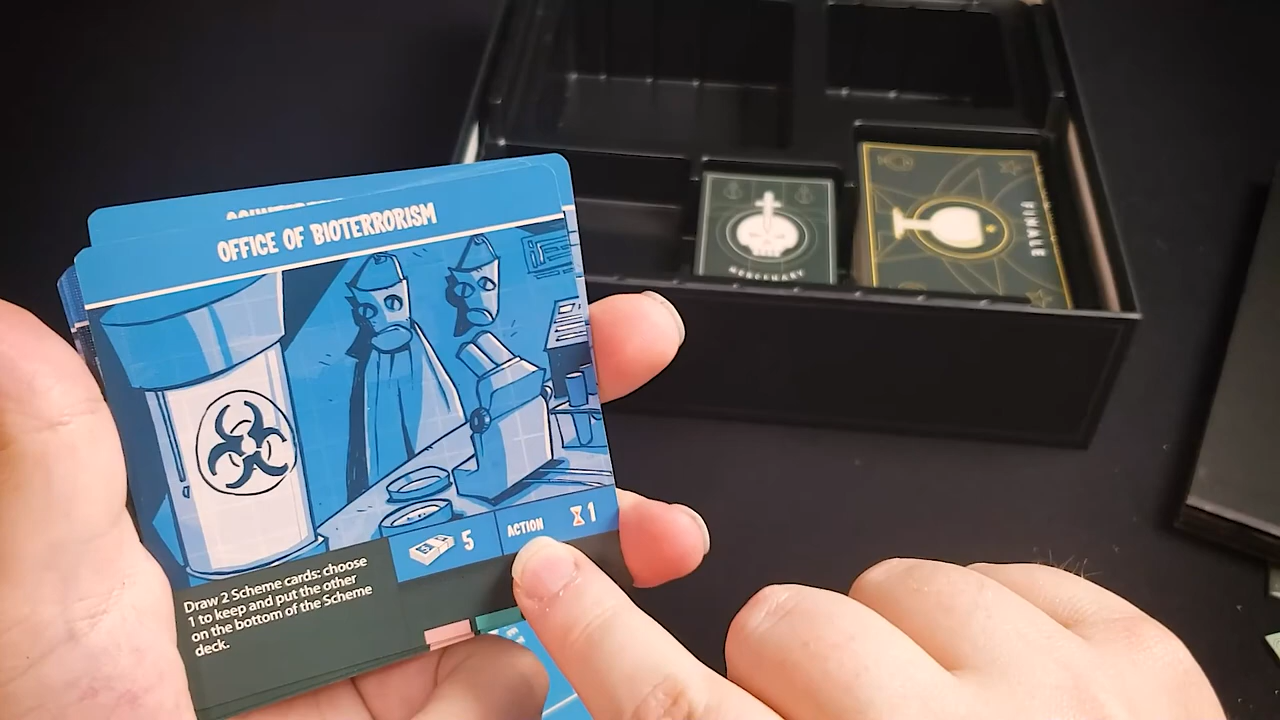 OFFICE OF BIOTERRORISM
5
ACTION
1
Draw 2 Scheme cards: choose
1 to keep and put the other
on the bottom of the Scheme
deck.
MERCENARY
FINALE